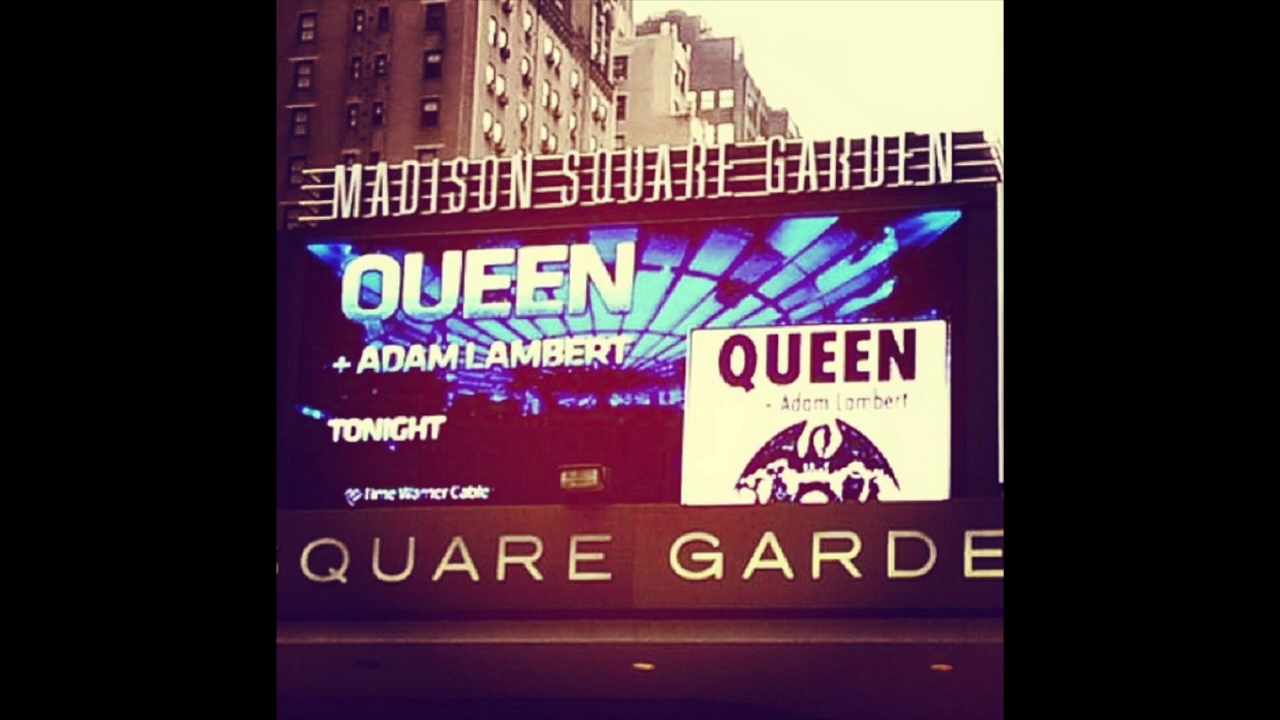 MADISON SQUARE GARDEN
QUEEN
+ ADAM LAMBERT
TONIGHT
Time Warner Cable
QUEEN
- Adam Lambert
QUARE GARDE